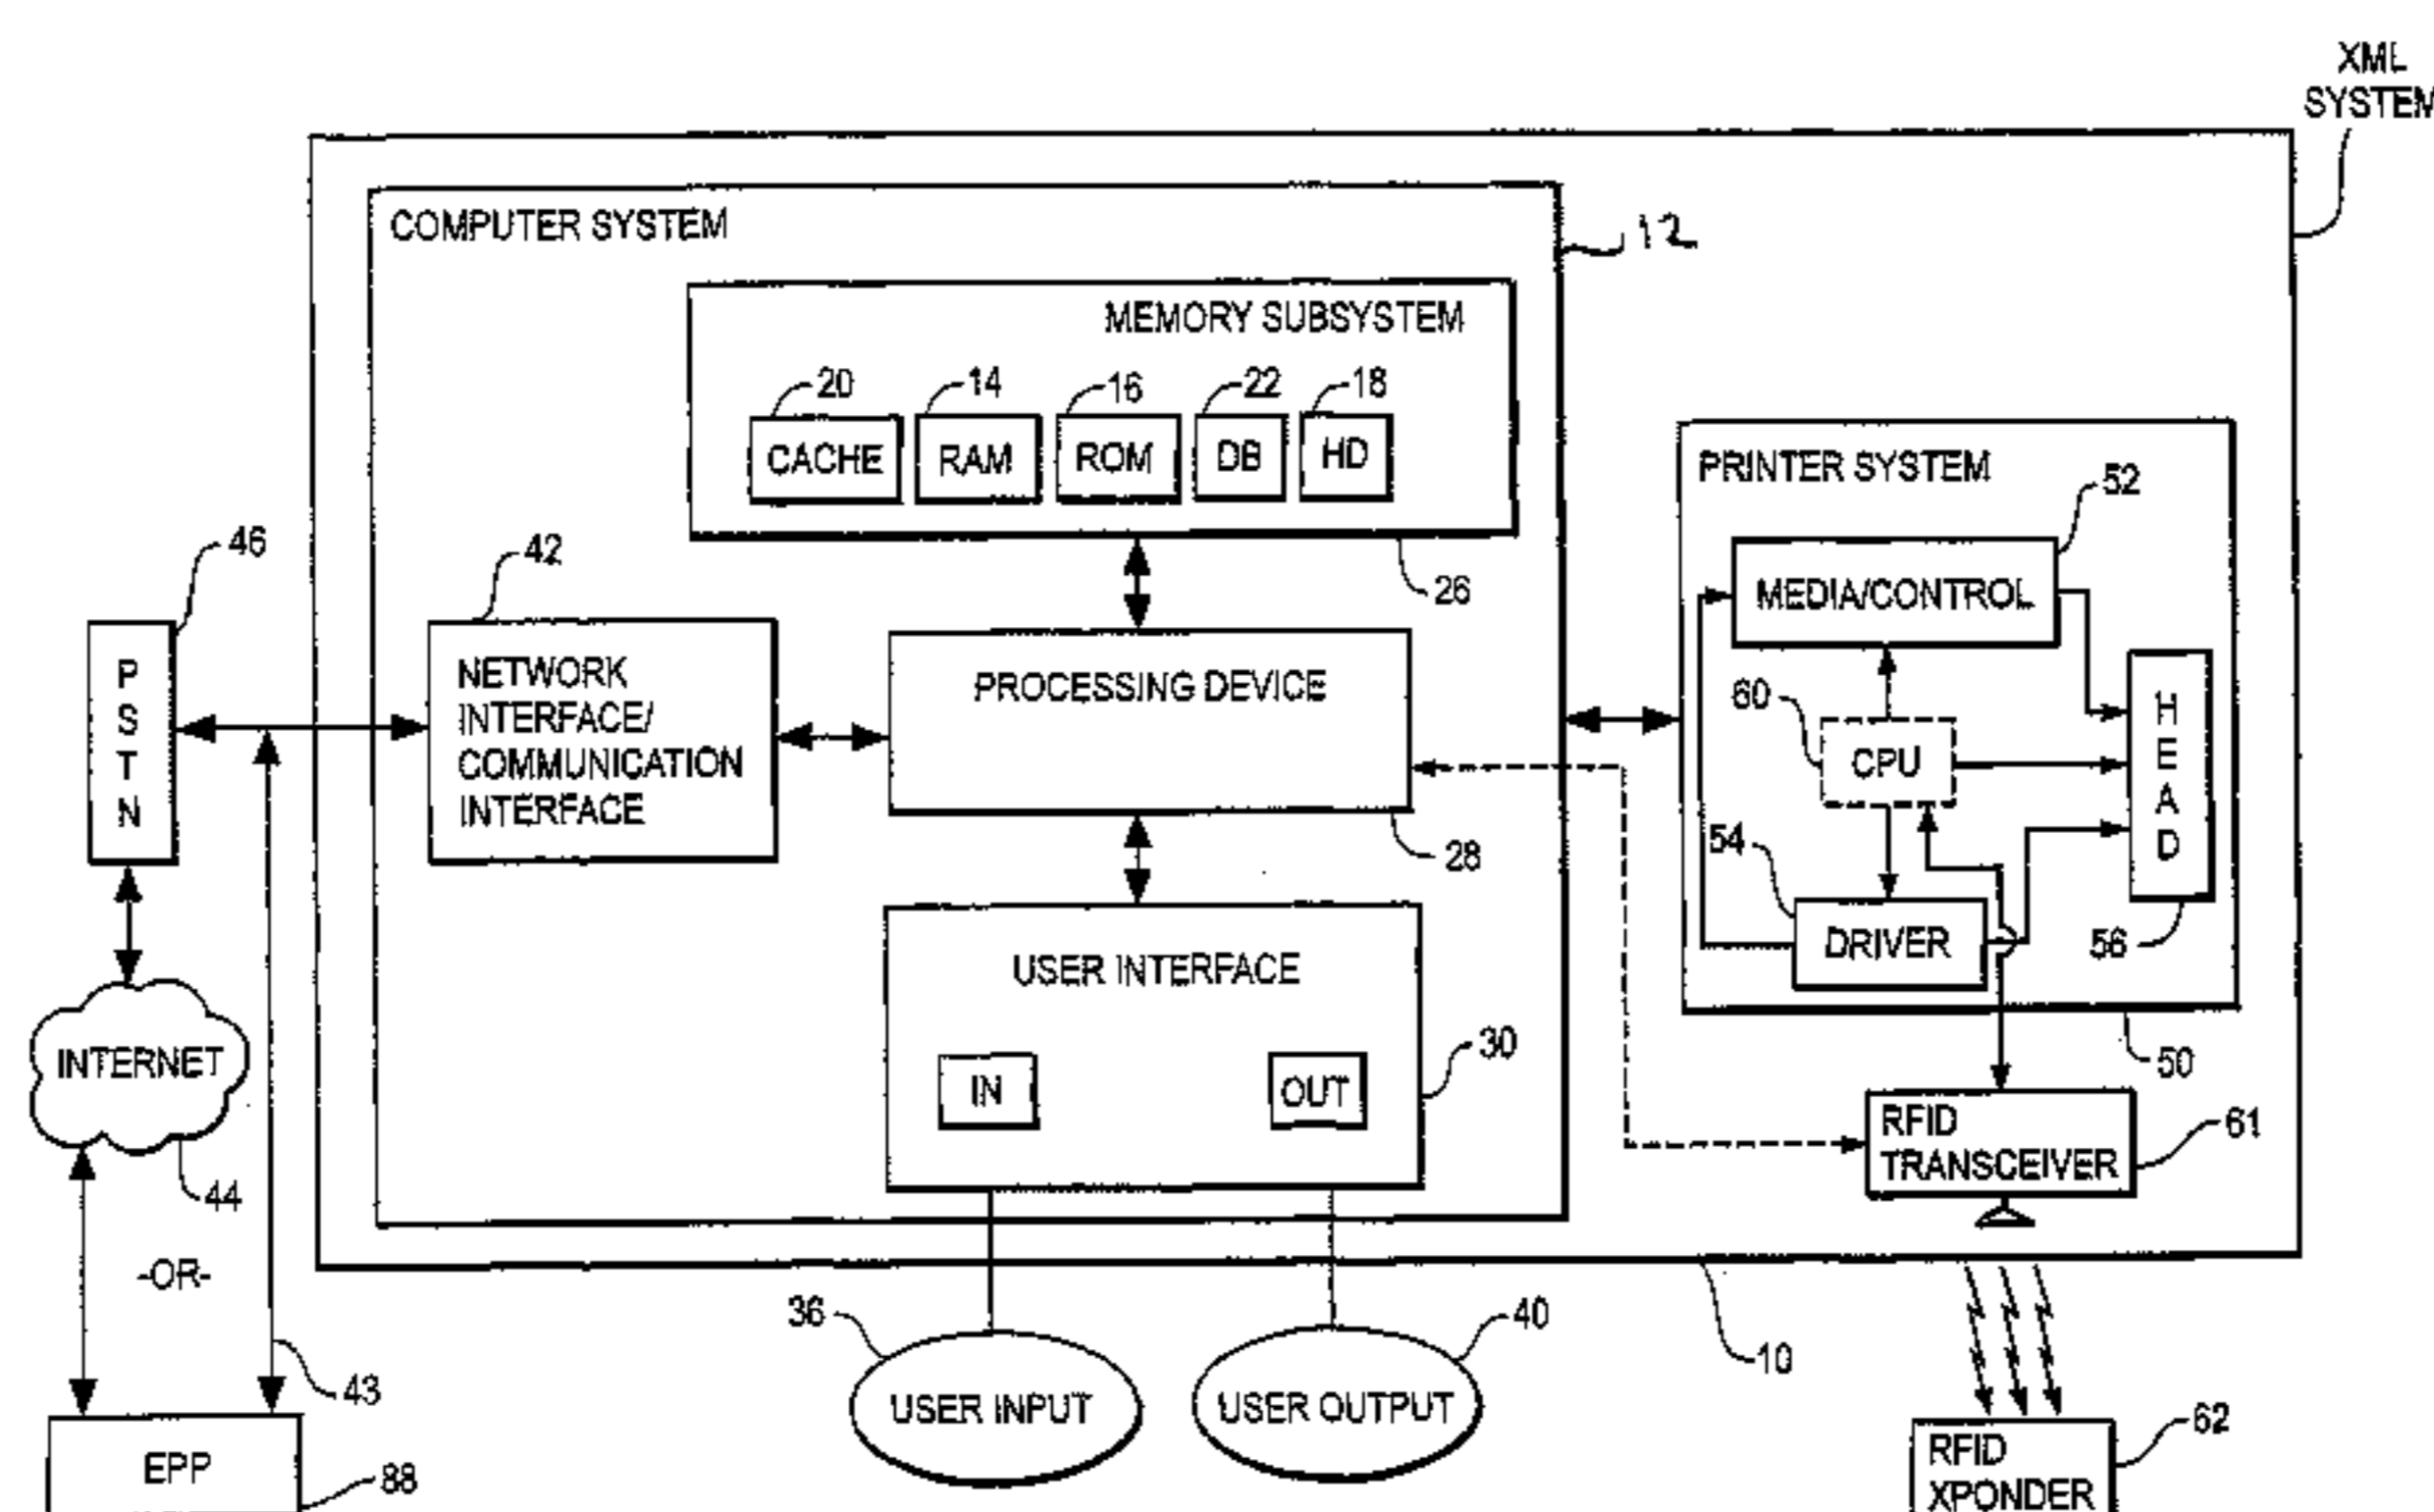 XML
SYSTEM
COMPUTER SYSTEM
12
MEMORY SUBSYSTEM
20
14
16
22
18
CACHE
RAM
ROM
DB
HD
26
PRINTER SYSTEM
52
MEDIA/CONTROL
60
CPU
H
E
A
D
54
DRIVER
56
50
46
P
S
T
N
42
NETWORK
INTERFACE/
COMMUNICATION
INTERFACE
PROCESSING DEVICE
28
USER INTERFACE
30
IN
OUT
INTERNET
44
-OR-
43
RFID
TRANSCEIVER
61
36
USER INPUT
40
USER OUTPUT
10
EPP
88
62
RFID
XPONDER